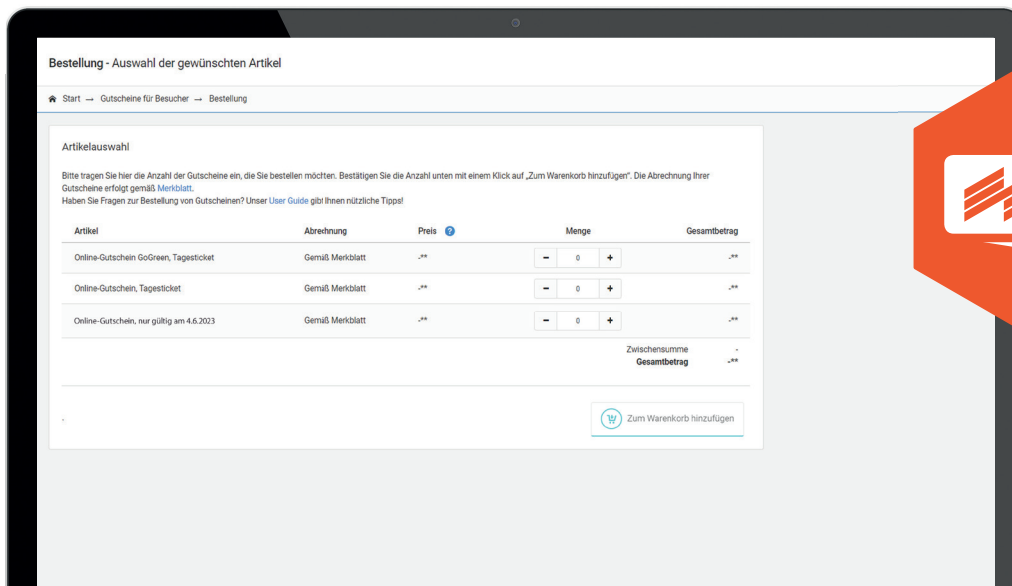 Bestellung - Auswahl der gewünschten Artikel
Start → Gutscheine für Besucher → Bestellung
Artikelauswahl
Bitte tragen Sie hier die Anzahl der Gutscheine ein, die Sie bestellen möchten. Bestätigen Sie die Anzahl unten mit einem Klick auf „Zum Warenkorb hinzufügen". Die Abrechnung Ihrer
Gutscheine erfolgt gemäß Merkblatt.
Haben Sie Fragen zur Bestellung von Gutscheinen? Unser User Guide gibt Ihnen nützliche Tipps!
Artikel Abrechnung Preis ? Menge Gesamtbetrag
Online-Gutschein GoGreen, Tagesticket Gemäß Merkblatt -** - 0 + -**
Online-Gutschein, Tagesticket Gemäß Merkblatt -** - 0 + -**
Online-Gutschein, nur gültig am 4.6.2023 Gemäß Merkblatt -** - 0 + -**
Zwischensumme -
Gesamtbetrag -**
Zum Warenkorb hinzufügen